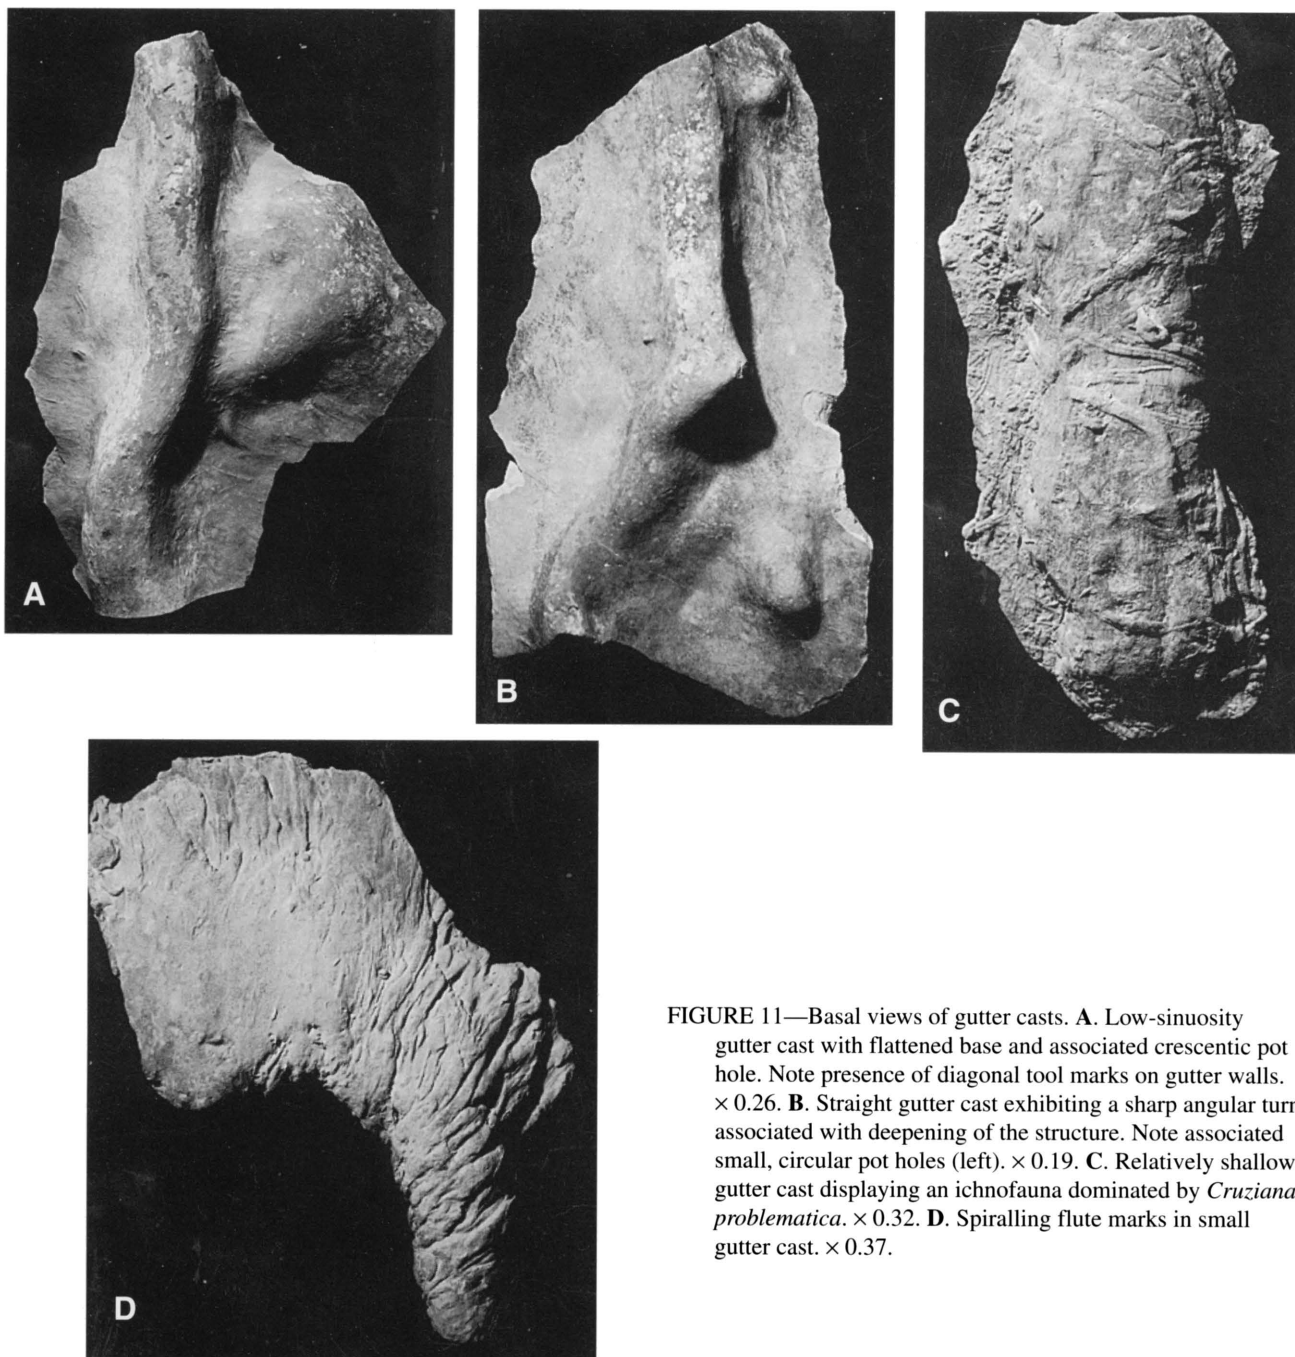 A
B
C
D
FIGURE 11—Basal views of gutter casts. A. Low-sinuosity
gutter cast with flattened base and associated crescentic pot
hole. Note presence of diagonal tool marks on gutter walls.
× 0.26. B. Straight gutter cast exhibiting a sharp angular turn
associated with deepening of the structure. Note associated
small, circular pot holes (left). × 0.19. C. Relatively shallow
gutter cast displaying an ichnofauna dominated by Cruziana
problematica. × 0.32. D. Spiralling flute marks in small
gutter cast. × 0.37.